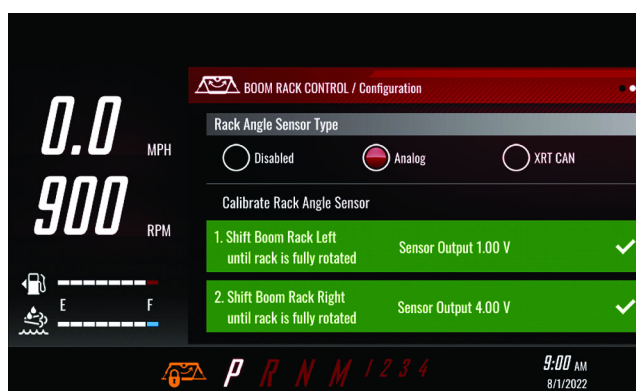 BOOM RACK CONTROL / Configuration
0.0 MPH
Rack Angle Sensor Type
Disabled Analog XRT CAN
900 RPM
Calibrate Rack Angle Sensor
1. Shift Boom Rack Left
until rack is fully rotated
Sensor Output 1.00 V
E F
2. Shift Boom Rack Right
until rack is fully rotated
Sensor Output 4.00 V
P R N M 1 2 3 4
9:00 AM
8/1/2022